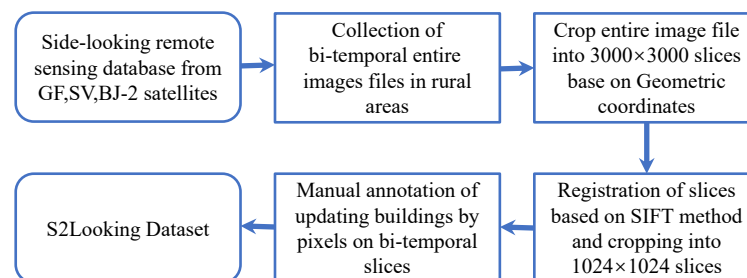 Side-looking remote
sensing database from
GF,SV,BJ-2 satellites
Collection of
bi-temporal entire
images files in rural
areas
Crop entire image file
into 3000×3000 slices
base on Geometric
coordinates
Registration of slices
based on SIFT method
and cropping into
1024×1024 slices
Manual annotation of
updating buildings by
pixels on bi-temporal
slices
S2Looking Dataset